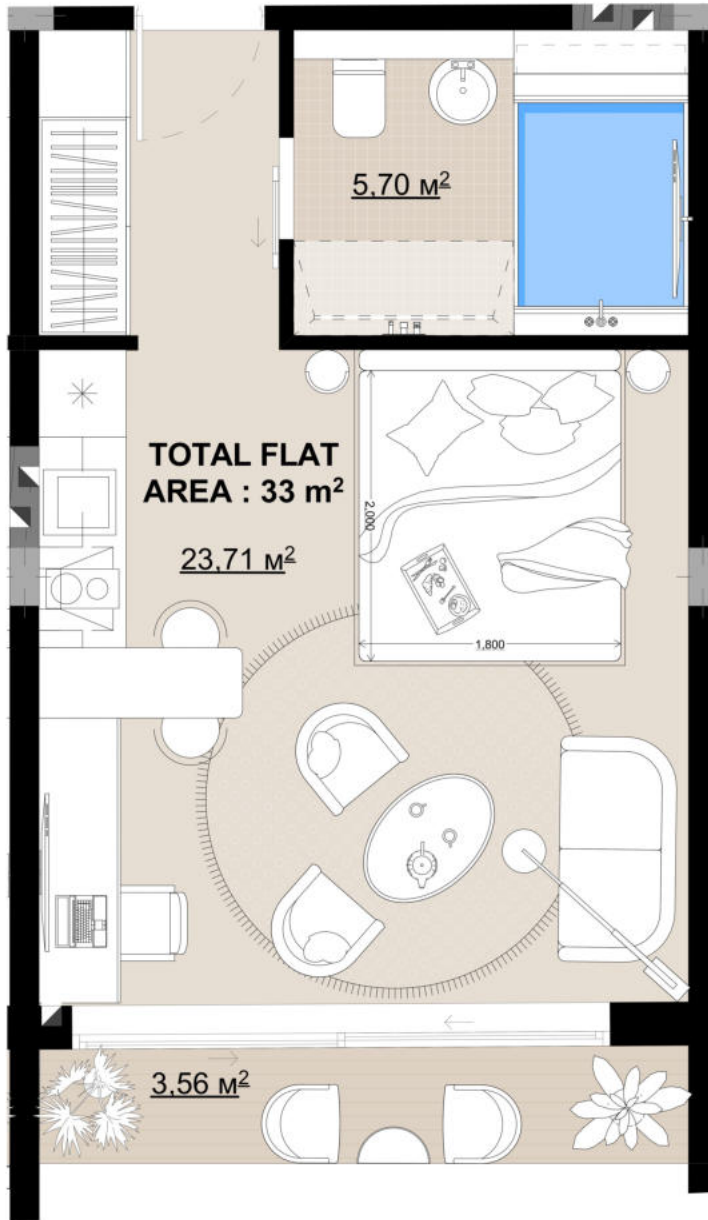 5,70 м²
TOTAL FLAT
AREA : 33 m²
23,71 м²
2,000
1,800
3,56 м²